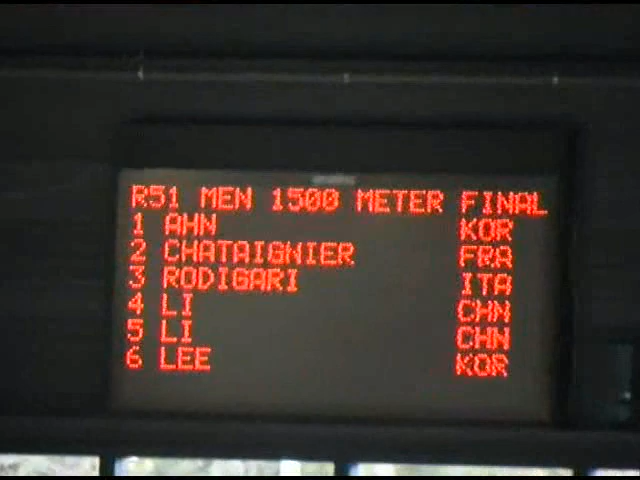 R51 MEN 1500 METER FINAL
1 AHN KOR
2 CHATAIGNIER FRA
3 RODIGARI ITA
4 LI CHN
5 LI CHN
6 LEE KOR